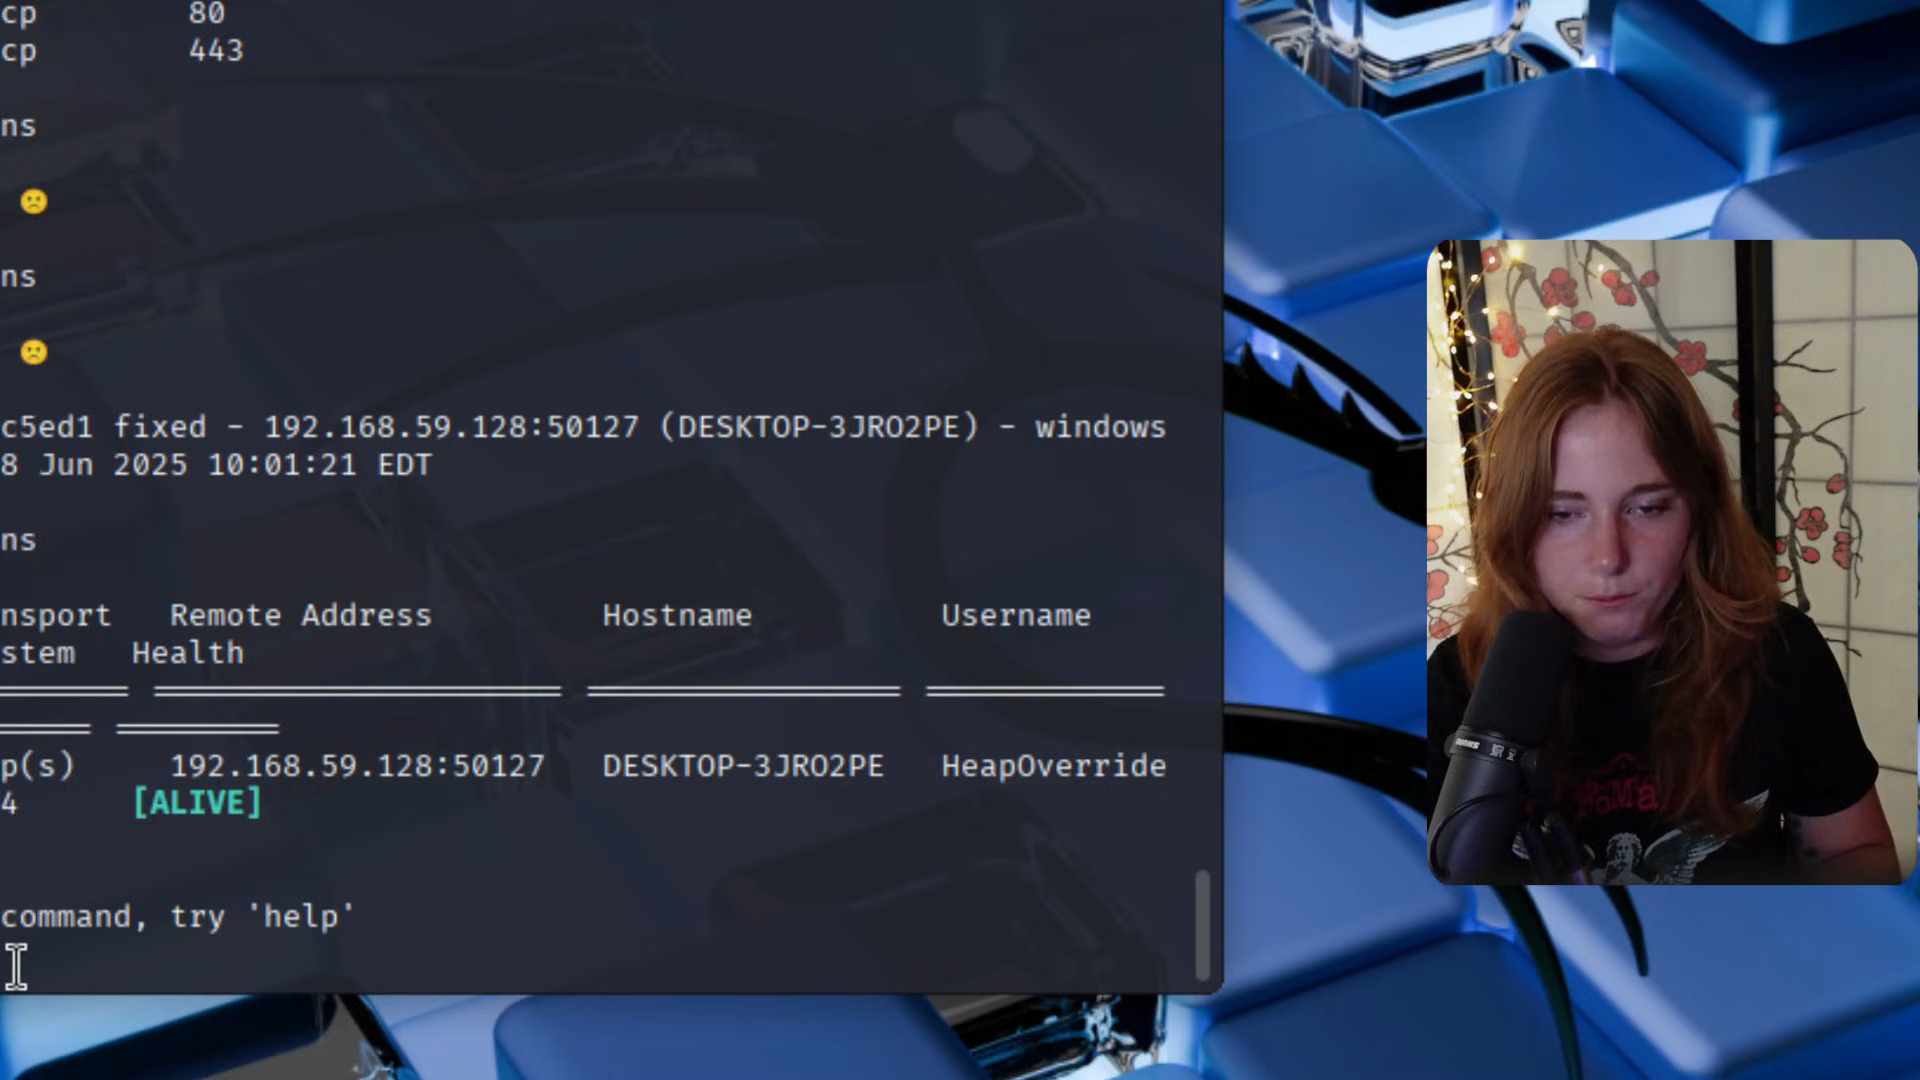 cp 80
cp 443
ns
ns
c5ed1 fixed - 192.168.59.128:50127 (DESKTOP-3JRO2PE) - windows
8 Jun 2025 10:01:21 EDT
ns
nsport Remote Address Hostname Username
stem Health
p(s) 192.168.59.128:50127 DESKTOP-3JRO2PE HeapOverride
4 [ALIVE]
command, try 'help'